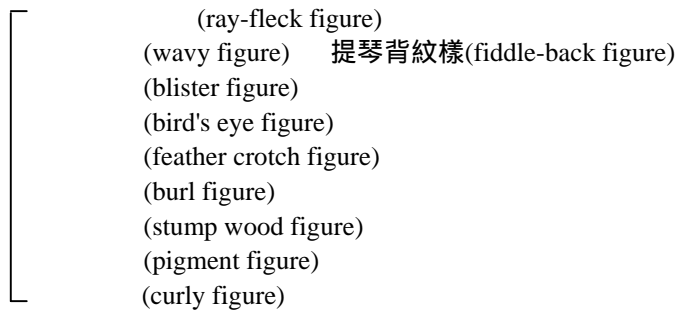 (ray-fleck figure)
(wavy figure) 提琴背紋樣(fiddle-back figure)
(blister figure)
(bird's eye figure)
(feather crotch figure)
(burl figure)
(stump wood figure)
(pigment figure)
(curly figure)